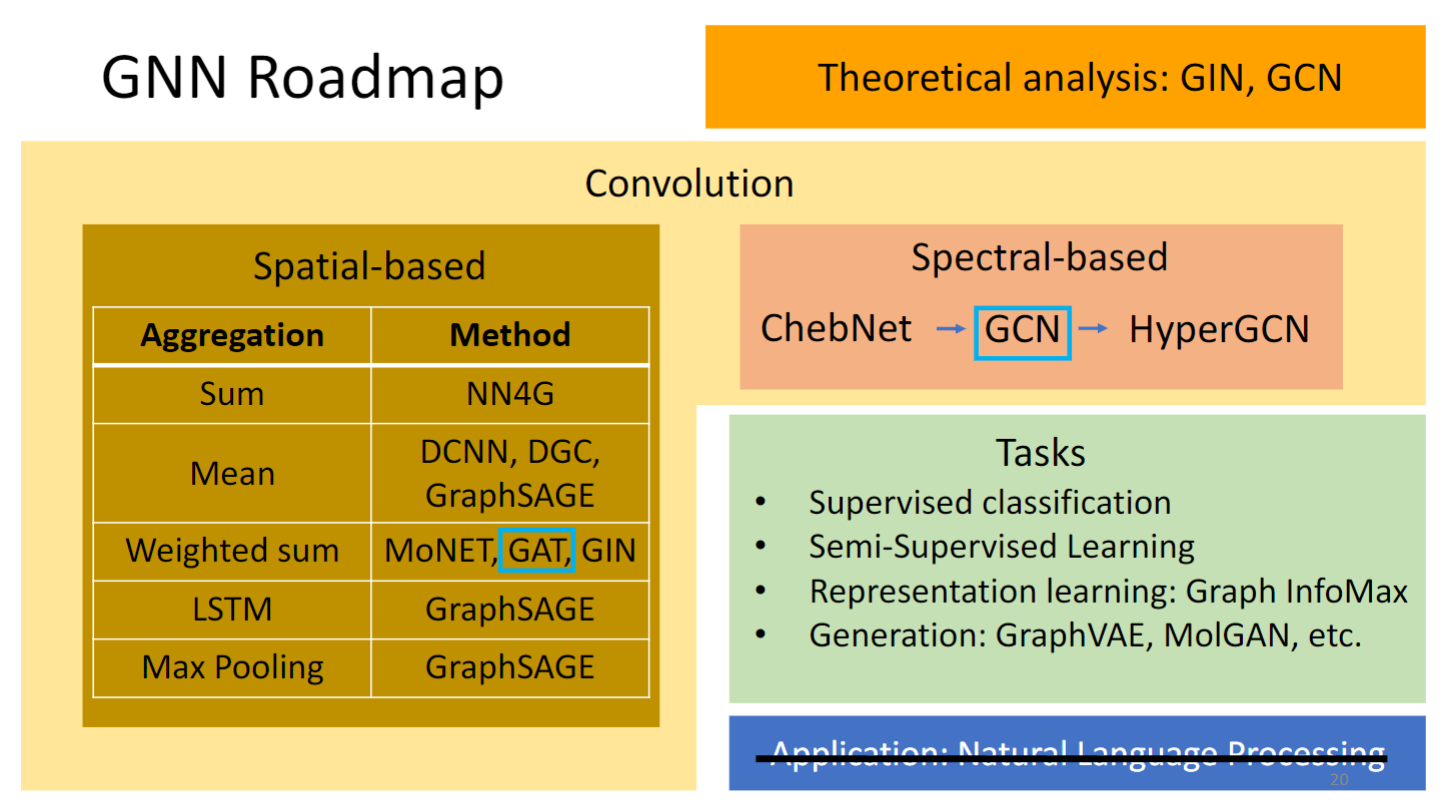 GNN Roadmap
Theoretical analysis: GIN, GCN
Convolution
Spatial-based
Aggregation Method
Sum NN4G
Mean DCNN, DGC,
GraphSAGE
Weighted sum MoNET, GAT, GIN
LSTM GraphSAGE
Max Pooling GraphSAGE
Spectral-based
ChebNet → GCN → HyperGCN
Tasks
• Supervised classification
• Semi-Supervised Learning
• Representation learning: Graph InfoMax
• Generation: GraphVAE, MolGAN, etc.
Application: Natural Language Processing
20